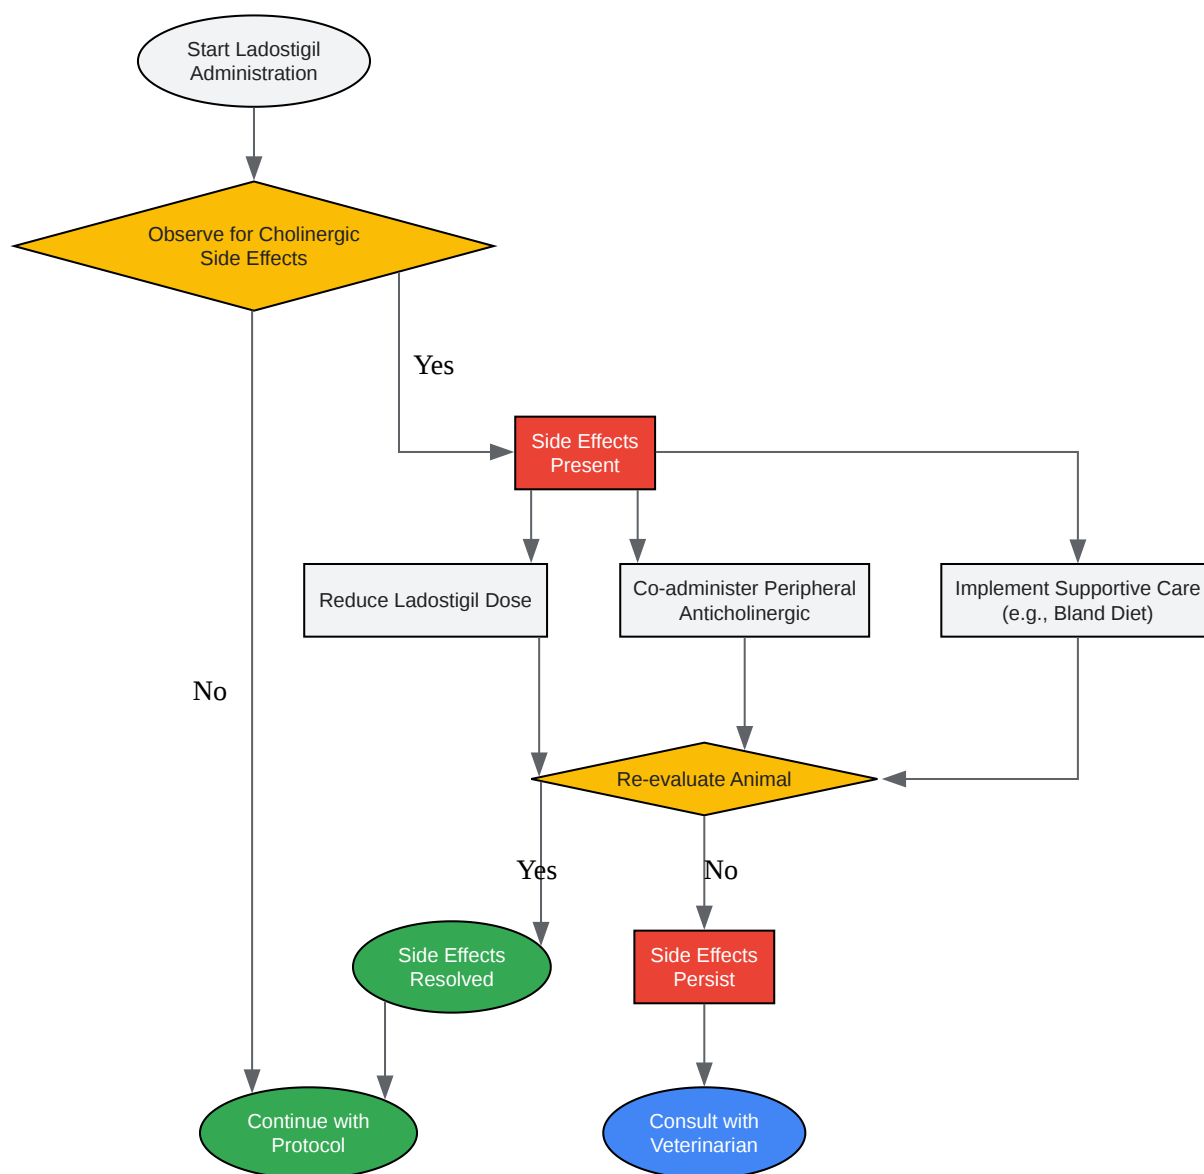 Start Ladostigil
Administration
Observe for Cholinergic
Side Effects
Yes
Side Effects
Present
Reduce Ladostigil Dose
Co-administer Peripheral
Anticholinergic
Implement Supportive Care
(e.g., Bland Diet)
No
Re-evaluate Animal
Yes
No
Side Effects
Resolved
Side Effects
Persist
Continue with
Protocol
Consult with
Veterinarian